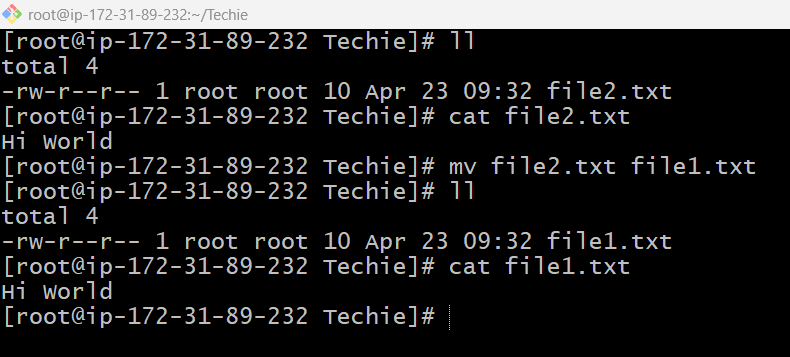 root@ip-172-31-89-232:~/Techie
[root@ip-172-31-89-232 Techie]# ll
total 4
-rw-r--r-- 1 root root 10 Apr 23 09:32 file2.txt
[root@ip-172-31-89-232 Techie]# cat file2.txt
Hi World
[root@ip-172-31-89-232 Techie]# mv file2.txt file1.txt
[root@ip-172-31-89-232 Techie]# ll
total 4
-rw-r--r-- 1 root root 10 Apr 23 09:32 file1.txt
[root@ip-172-31-89-232 Techie]# cat file1.txt
Hi World
[root@ip-172-31-89-232 Techie]#